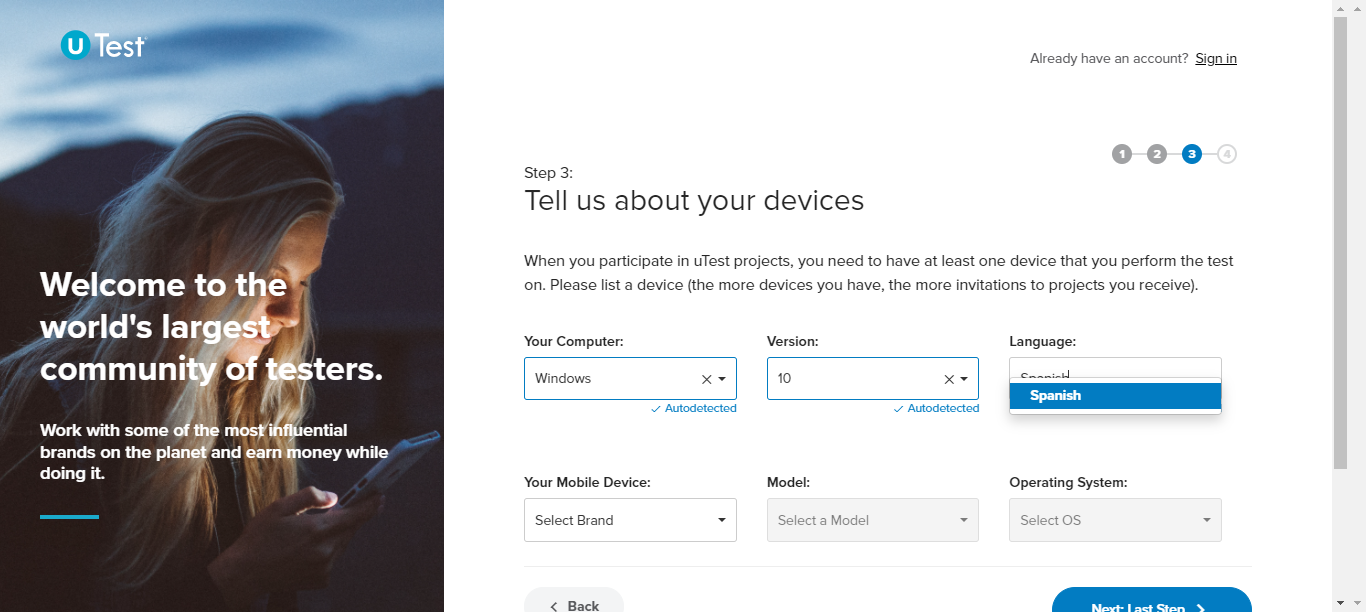 uTest
Already have an account? Sign in
1 2 3 4
Step 3:
Tell us about your devices
Welcome to the
world's largest
community of testers.
Work with some of the most influential
brands on the planet and earn money while
doing it.
When you participate in uTest projects, you need to have at least one device that you perform the test
on. Please list a device (the more devices you have, the more invitations to projects you receive).
Your Computer: Version: Language:
Windows 10 Spanish
Autodetected Autodetected
Spanish
Your Mobile Device: Model: Operating System:
Select Brand Select a Model Select OS
Back Next: Last Step